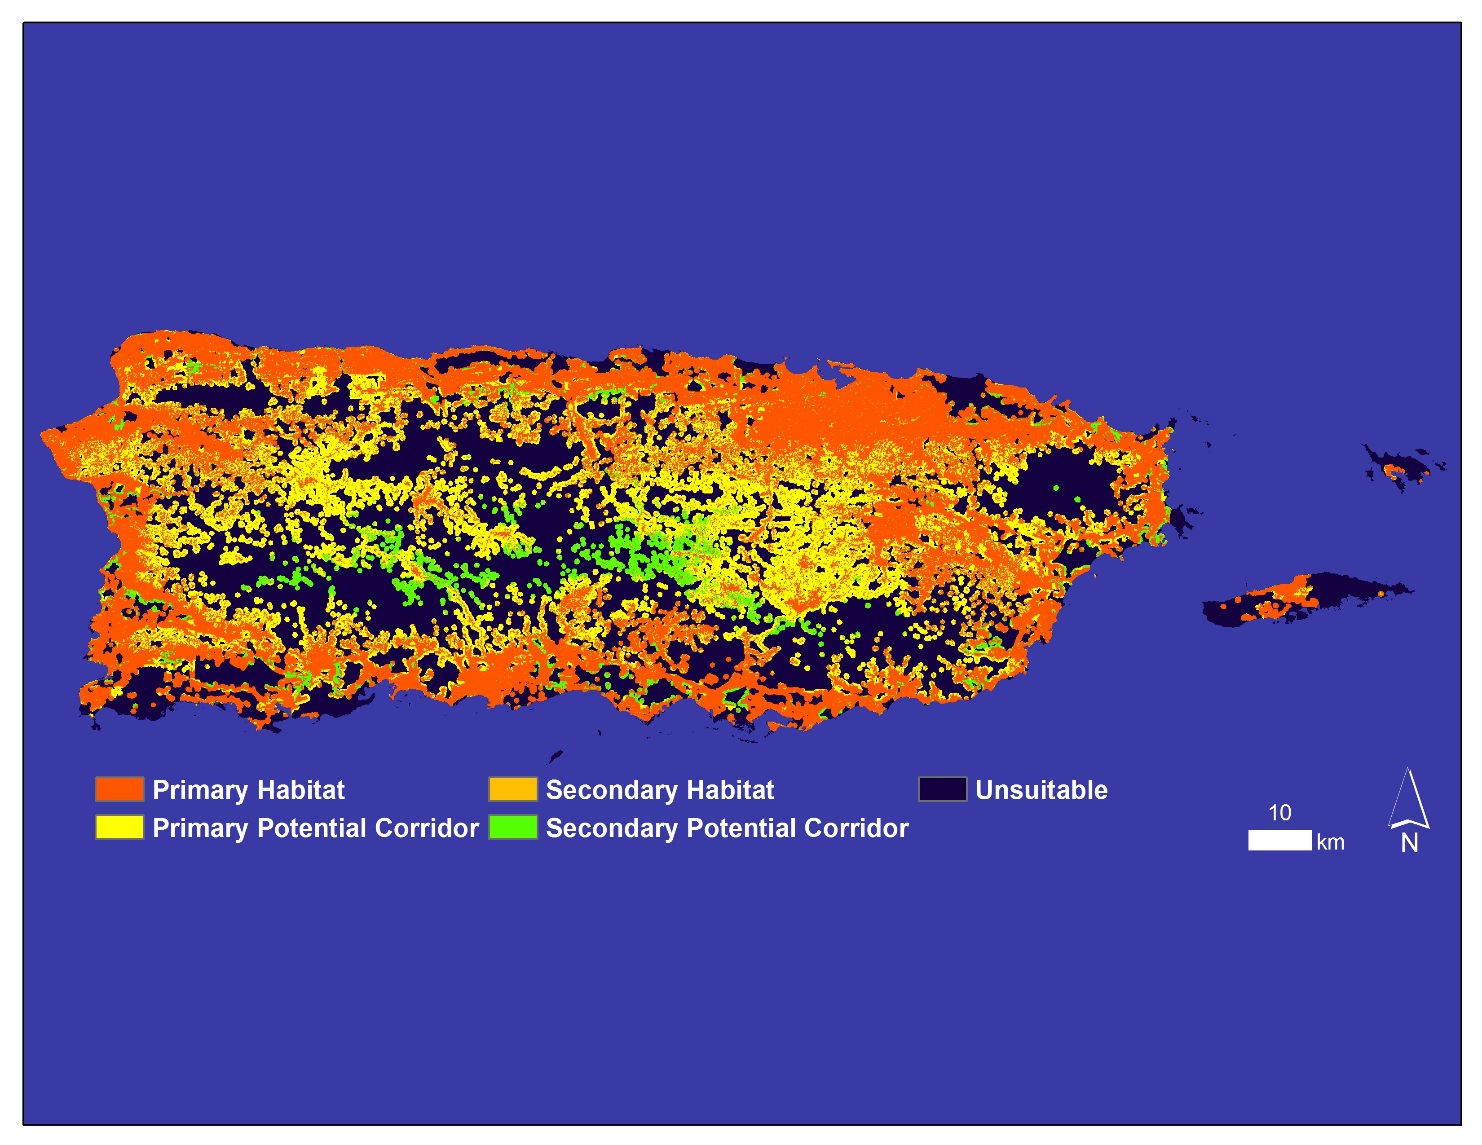 Primary Habitat
Secondary Habitat
Unsuitable
Primary Potential Corridor
Secondary Potential Corridor
10
km
N